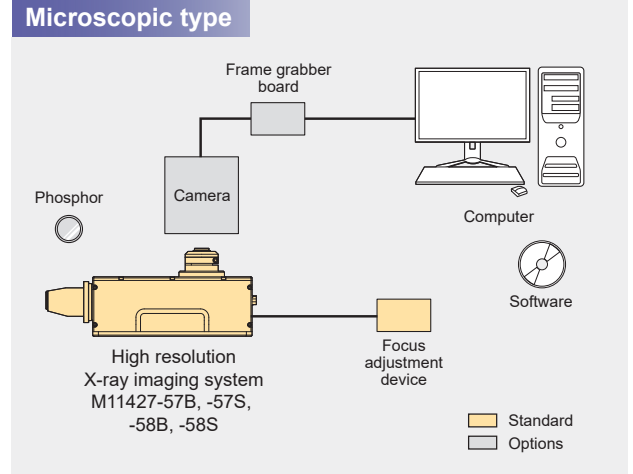 Microscopic type
Frame grabber
board
Camera
Phosphor
Computer
Software
High resolution
X-ray imaging system
M11427-57B, -57S,
-58B, -58S
Focus
adjustment
device
Standard
Options